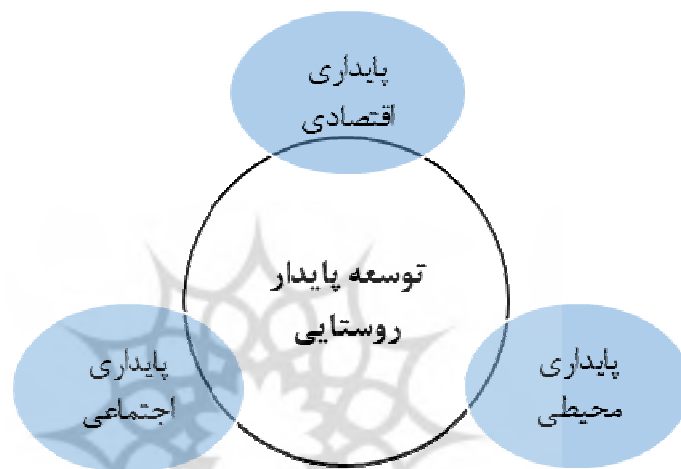 پایداری
اقتصادی
توسعه پایدار
روستایی
پایداری
محیطی
پایداری
اجتماعی